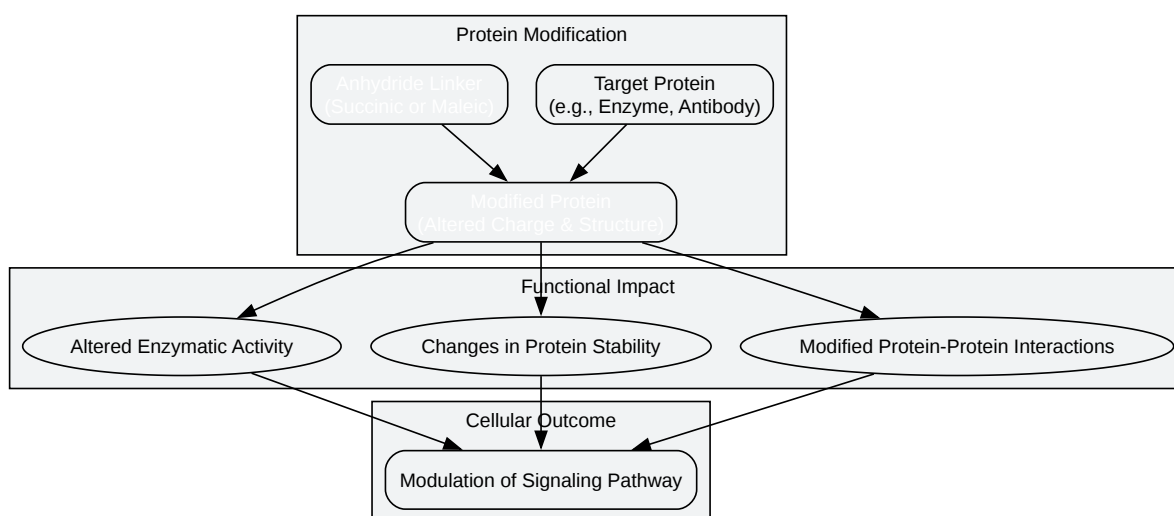 Protein Modification
Anhydride Linker
(Succinic or Maleic)
Target Protein
(e.g., Enzyme, Antibody)
Modified Protein
(Altered Charge & Structure)
Functional Impact
Altered Enzymatic Activity
Changes in Protein Stability
Modified Protein-Protein Interactions
Cellular Outcome
Modulation of Signaling Pathway